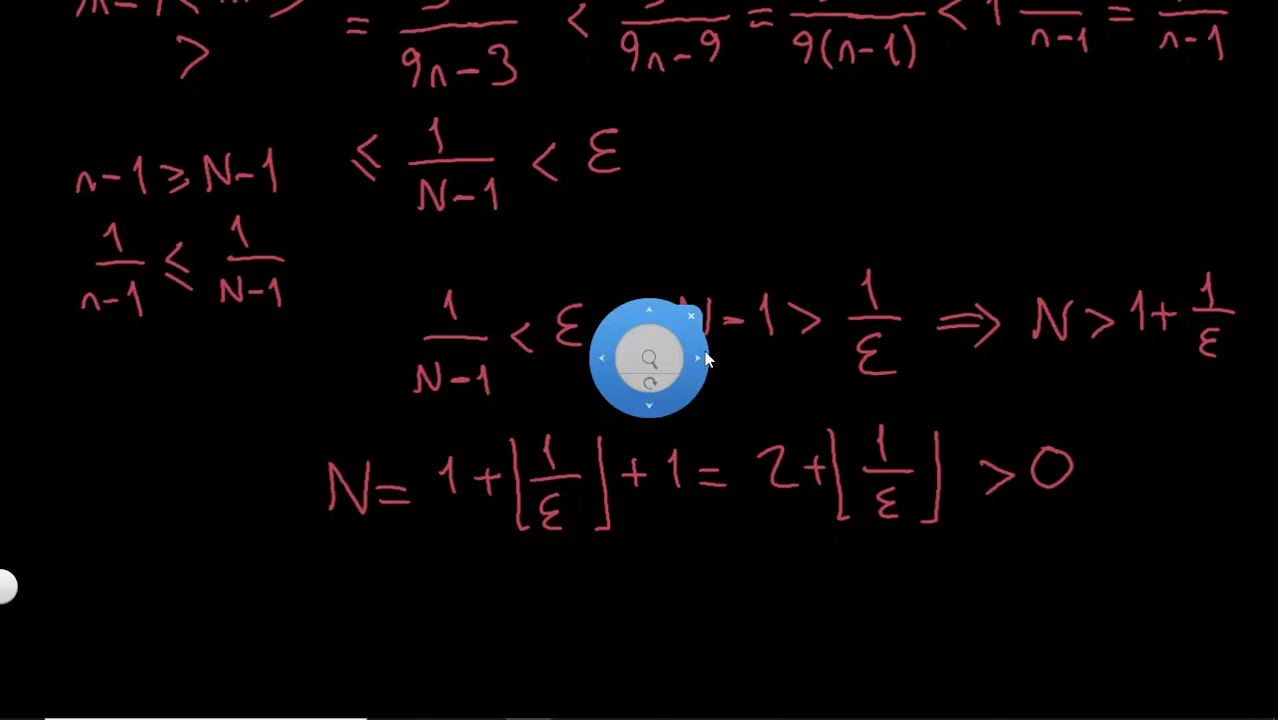 = 9n-3 < 9n-9 = 9(n-1) < 1 n-1 = n-1
>
n-1 ≥ N-1 ≤ 1/(N-1) < ε
1/(n-1) ≤ 1/(N-1)
1/(N-1) < ε N-1 > 1/ε ⇒ N > 1+ 1/ε
N = 1+⌊1/ε⌋+1 = 2+⌊1/ε⌋ > 0